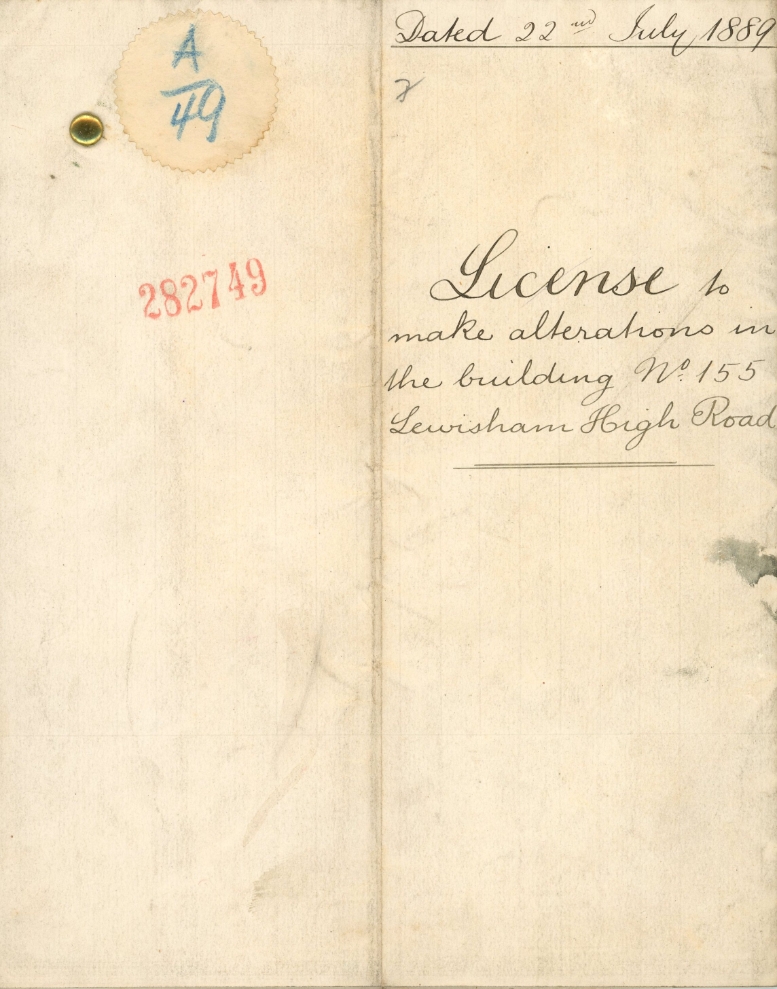 A
49
282749
Dated 22nd July 1889
License to
make alterations in
the building No. 155
Lewisham High Road